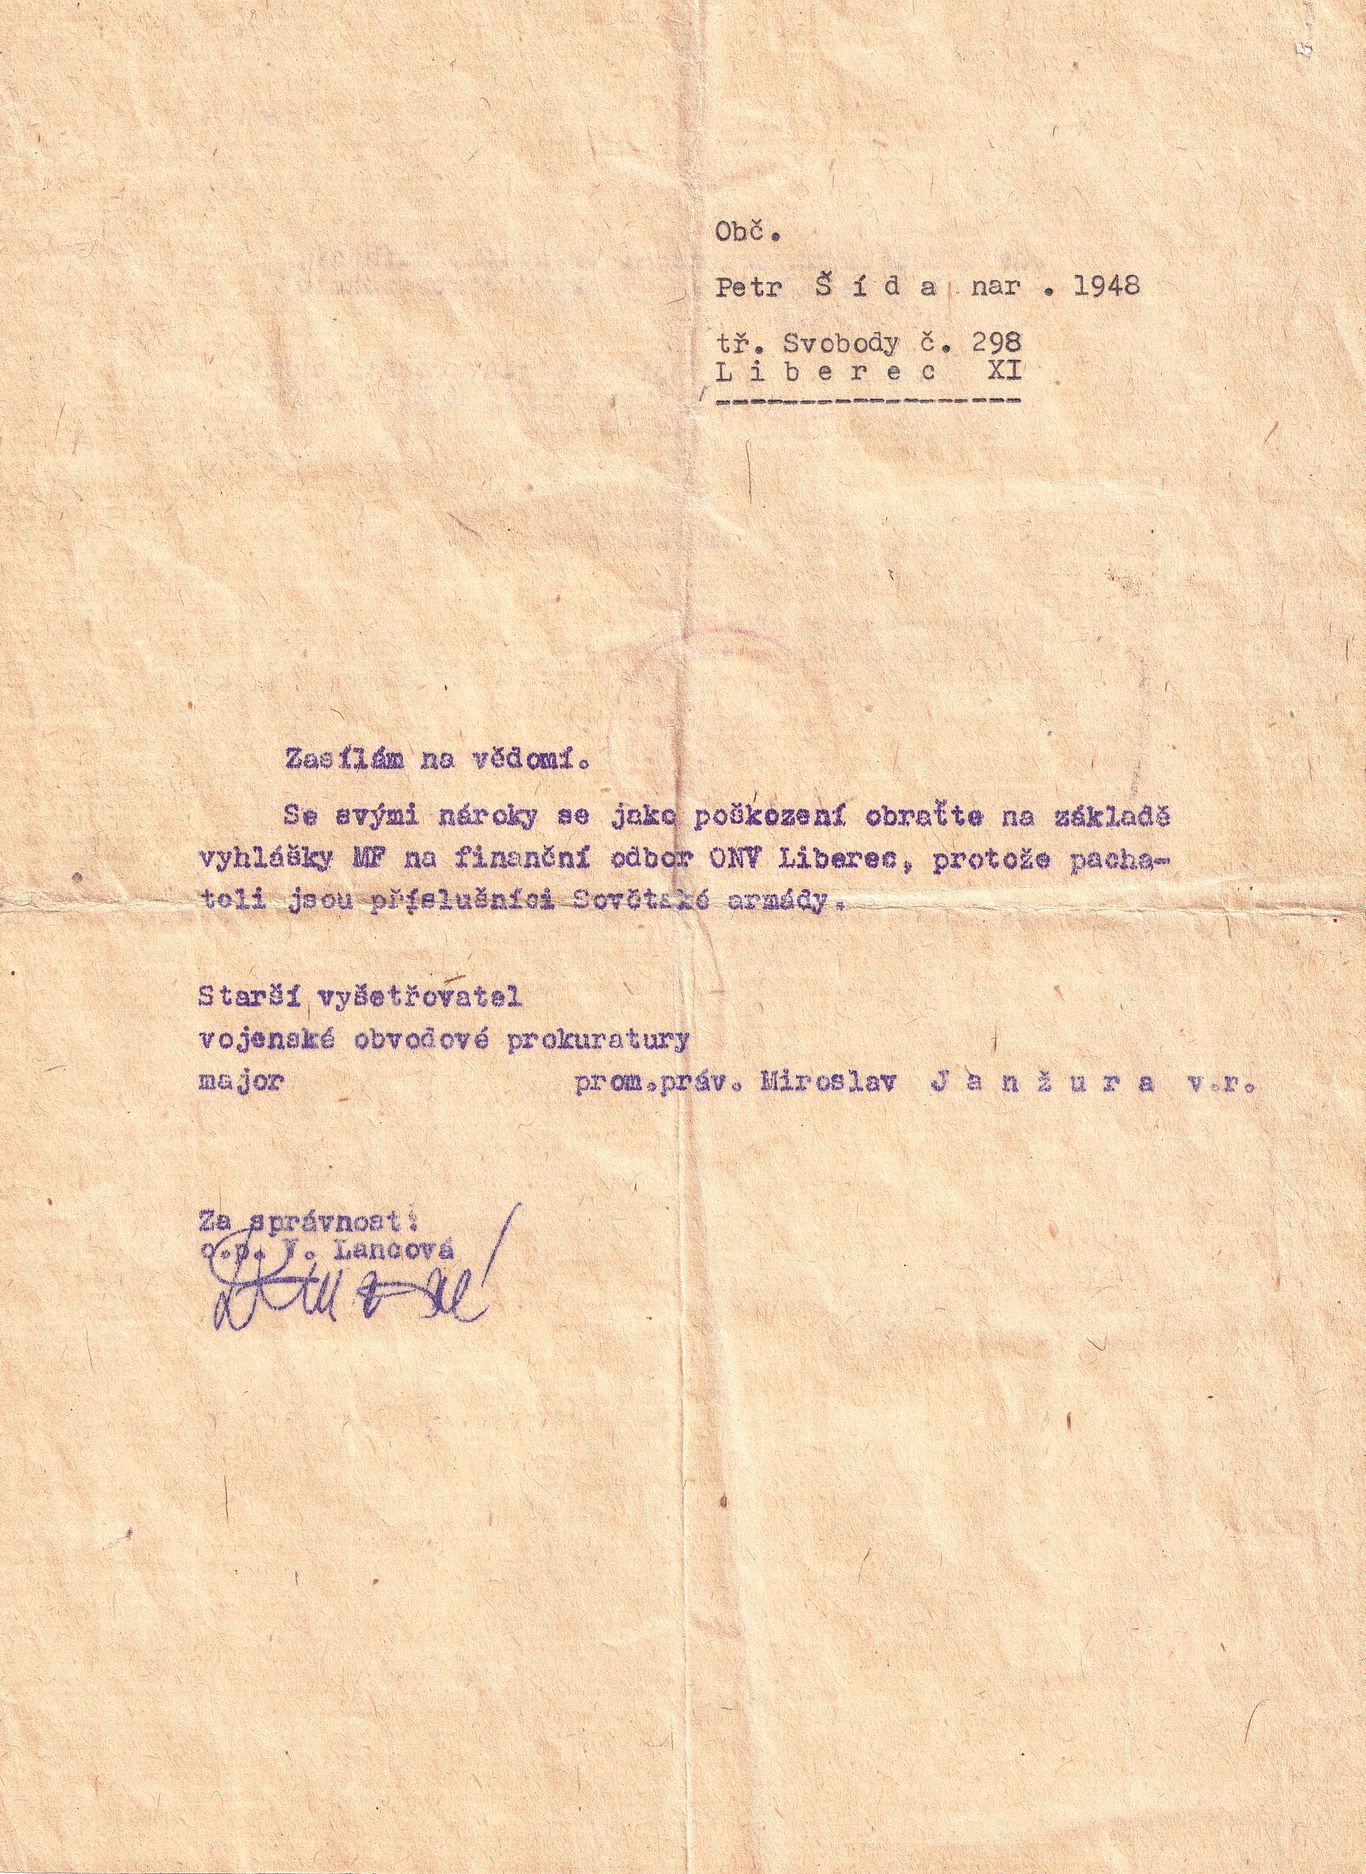 Obč.
Petr Š í d a nar . 1948
tř. Svobody č. 298
L i b e r e c XI
Zasílám na vědomí.
Se svými nároky se jako poškození obraťte na základě
vyhlášky MF na finanční odbor ONV Liberec, protože pacha-
teli jsou příslušníci Sovětské armády.
Starší vyšetřovatel
vojenské obvodové prokuratury
major prom.práv. Miroslav J a n ž u r a v.r.
Za správnost:
o.p. V. Lancová